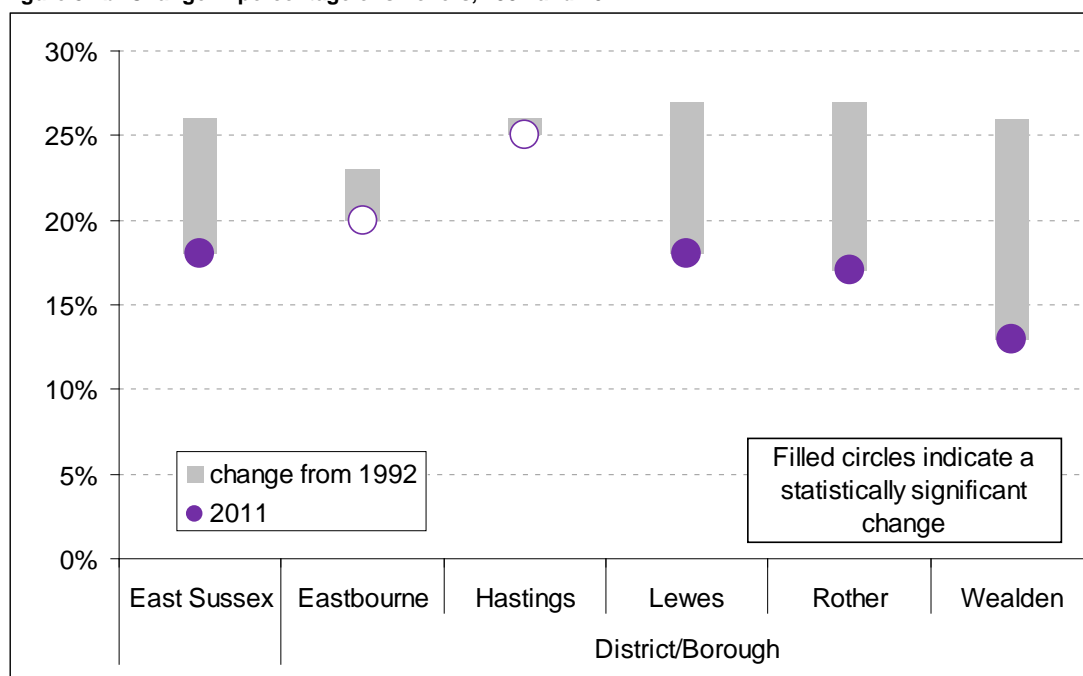 30%
25%
20%
15%
10%
5%
0%
change from 1992
2011
Filled circles indicate a
statistically significant
change
East Sussex Eastbourne Hastings Lewes Rother Wealden
District/Borough